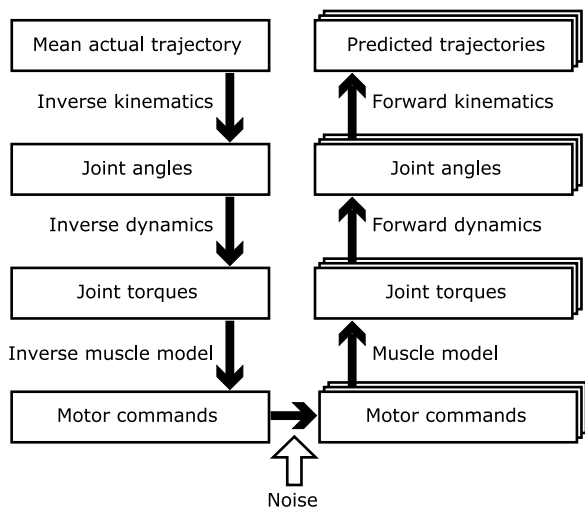 Mean actual trajectory
Predicted trajectories
Inverse kinematics
Forward kinematics
Joint angles
Joint angles
Inverse dynamics
Forward dynamics
Joint torques
Joint torques
Inverse muscle model
Muscle model
Motor commands
Motor commands
Noise